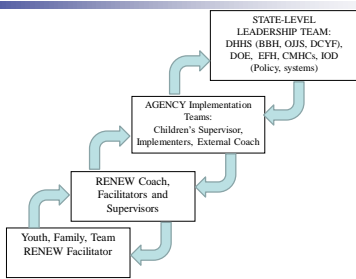 STATE-LEVEL
LEADERSHIP TEAM:
DHHS (BBH, OJJS, DCYF),
DOE, EFH, CMHCs, IOD
(Policy, systems)
AGENCY Implementation
Teams:
Children's Supervisor,
Implementers, External Coach
RENEW Coach,
Facilitators and
Supervisors
Youth, Family, Team
RENEW Facilitator